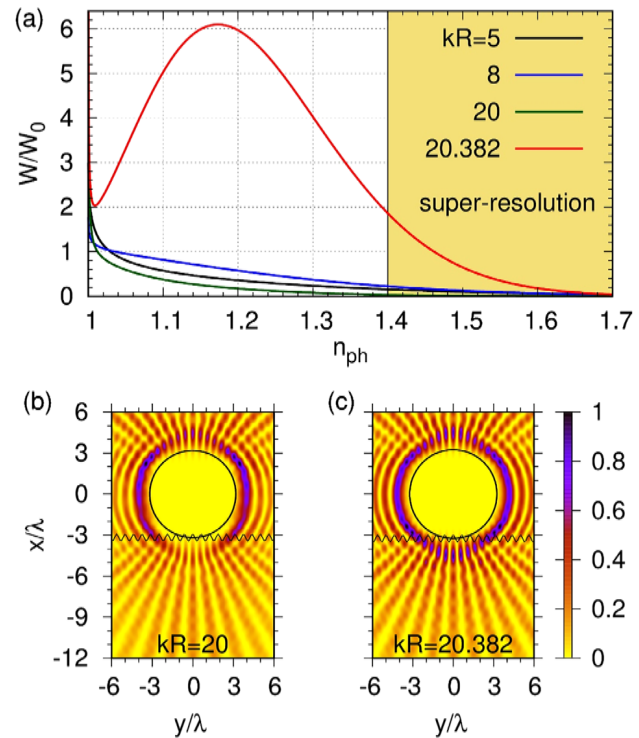 (a)
W/W0
6
5
4
3
2
1
0
kR=5
8
20
20.382
super-resolution
1 1.1 1.2 1.3 1.4 1.5 1.6 1.7
nph
(b) (c)
x/λ
6
3
0
-3
-6
-9
-12
kR=20 kR=20.382
1
0.8
0.6
0.4
0.2
0
-6 -3 0 3 6 -6 -3 0 3 6
y/λ y/λ